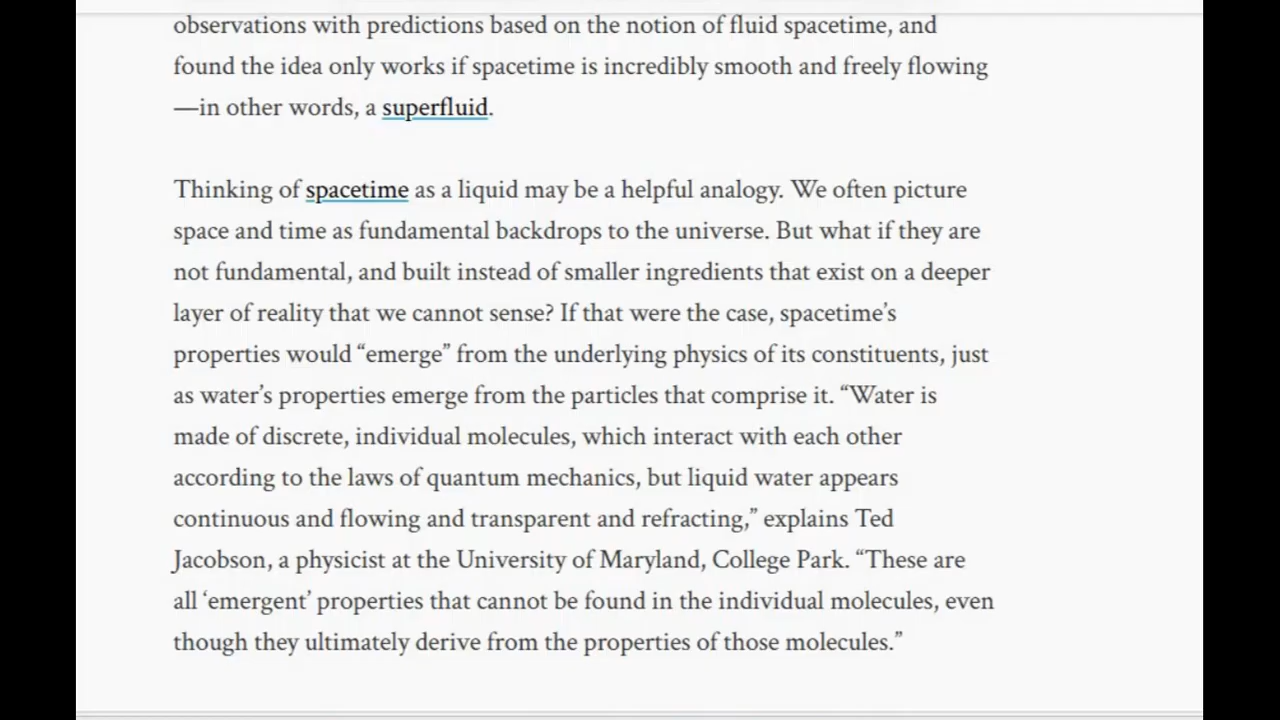 observations with predictions based on the notion of fluid spacetime, and
found the idea only works if spacetime is incredibly smooth and freely flowing
—in other words, a superfluid.
Thinking of spacetime as a liquid may be a helpful analogy. We often picture
space and time as fundamental backdrops to the universe. But what if they are
not fundamental, and built instead of smaller ingredients that exist on a deeper
layer of reality that we cannot sense? If that were the case, spacetime’s
properties would “emerge” from the underlying physics of its constituents, just
as water’s properties emerge from the particles that comprise it. “Water is
made of discrete, individual molecules, which interact with each other
according to the laws of quantum mechanics, but liquid water appears
continuous and flowing and transparent and refracting,” explains Ted
Jacobson, a physicist at the University of Maryland, College Park. “These are
all ‘emergent’ properties that cannot be found in the individual molecules, even
though they ultimately derive from the properties of those molecules.”